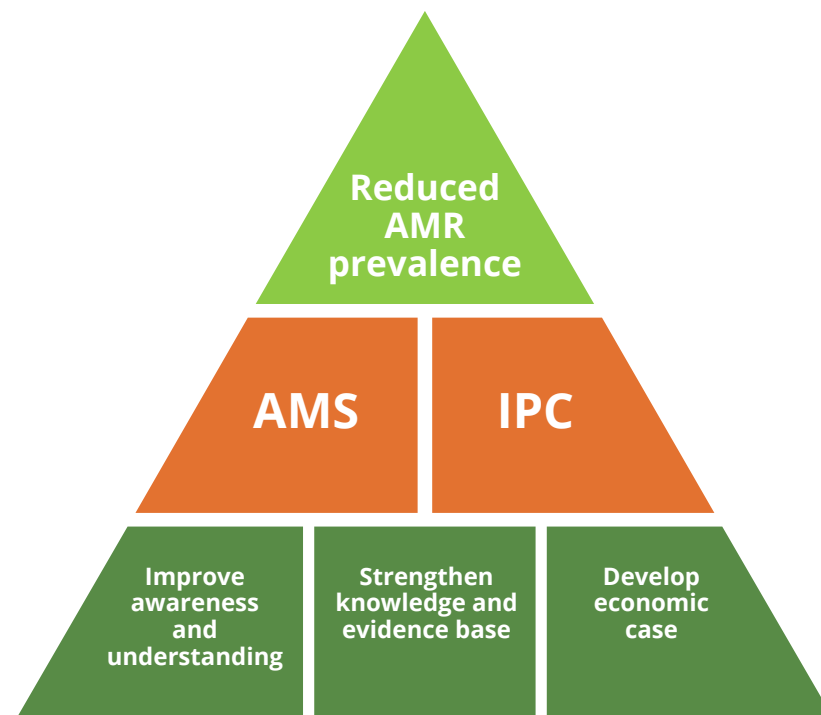 Reduced
AMR
prevalence
AMS
IPC
Improve
awareness
and
understanding
Strengthen
knowledge and
evidence base
Develop
economic
case